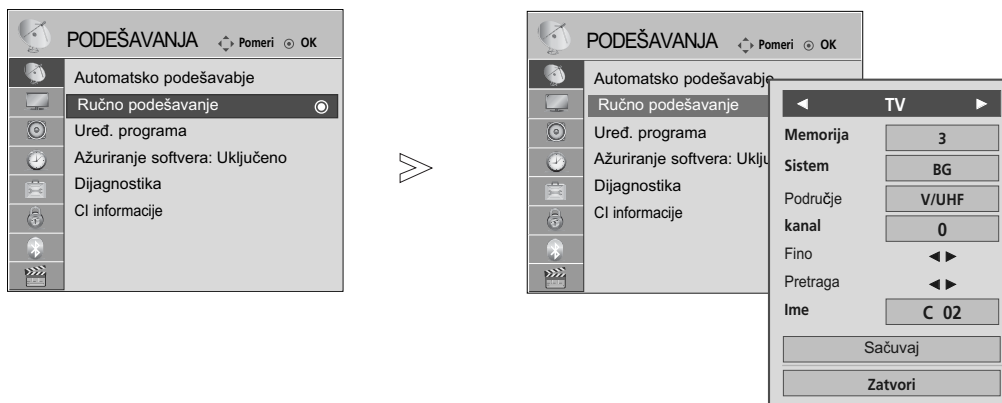 PODEŠAVANJA Pomeri OK
Automatsko podešavabje
Ručno podešavanje
Uređ. programa
Ažuriranje softvera: Uključeno
Dijagnostika
CI informacije
PODEŠAVANJA Pomeri OK
Automatsko podešavabje
Ručno podešavanje
Uređ. programa
Ažuriranje softvera: Uklju
Dijagnostika
CI informacije
◄ TV ►
Memorija 3
Sistem BG
Područje V/UHF
kanal 0
Fino ◄ ►
Pretraga ◄ ►
Ime C 02
Sačuvaj
Zatvori